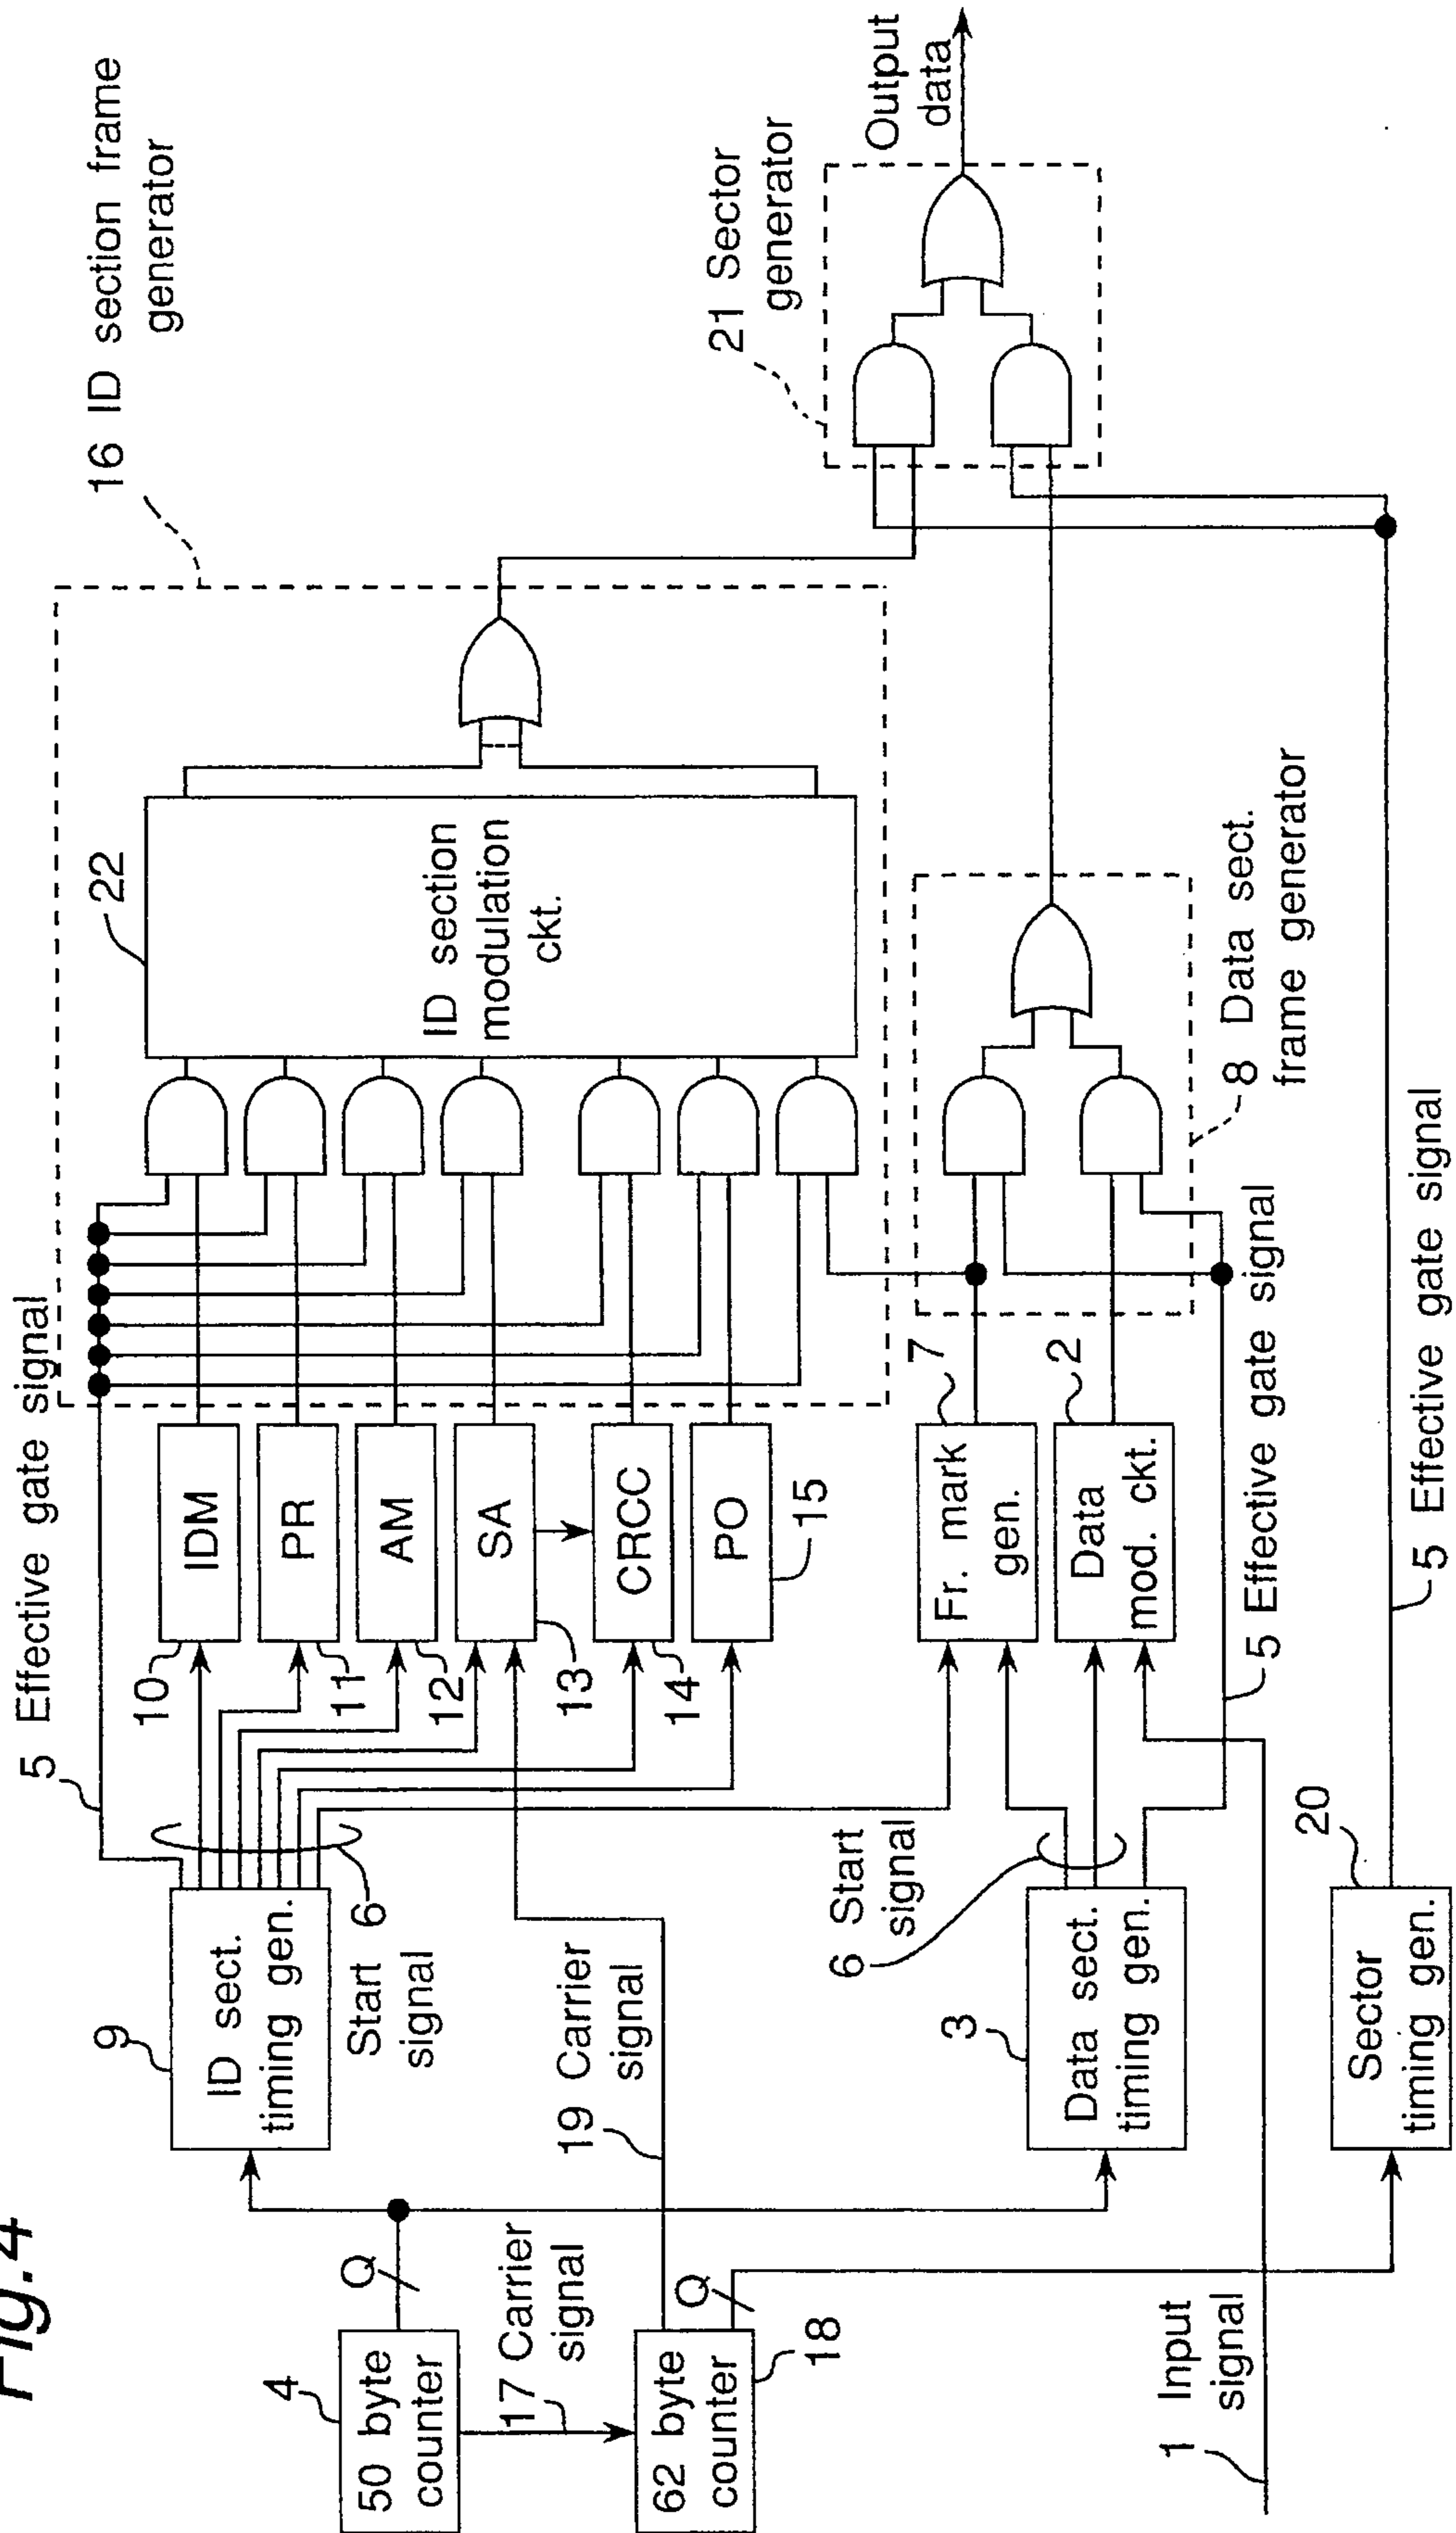 Fig.4
5 Effective gate signal
16 ID section frame
generator
22
ID section
modulation
ckt.
10
IDM
11
PR
12
AM
13
SA
14
CRCC
15
PO
9
ID sect.
timing gen.
Start 6
signal
21 Sector
generator
Output
data
4
50 byte
counter
Q
17 Carrier
signal
62 byte
counter
18
Q
19 Carrier
signal
6 Start
signal
3
Data sect.
timing gen.
7
Fr. mark
gen.
2
Data
mod. ckt.
8 Data sect.
frame generator
5 Effective gate signal
1 Input
signal
20
Sector
timing gen.
5 Effective gate signal